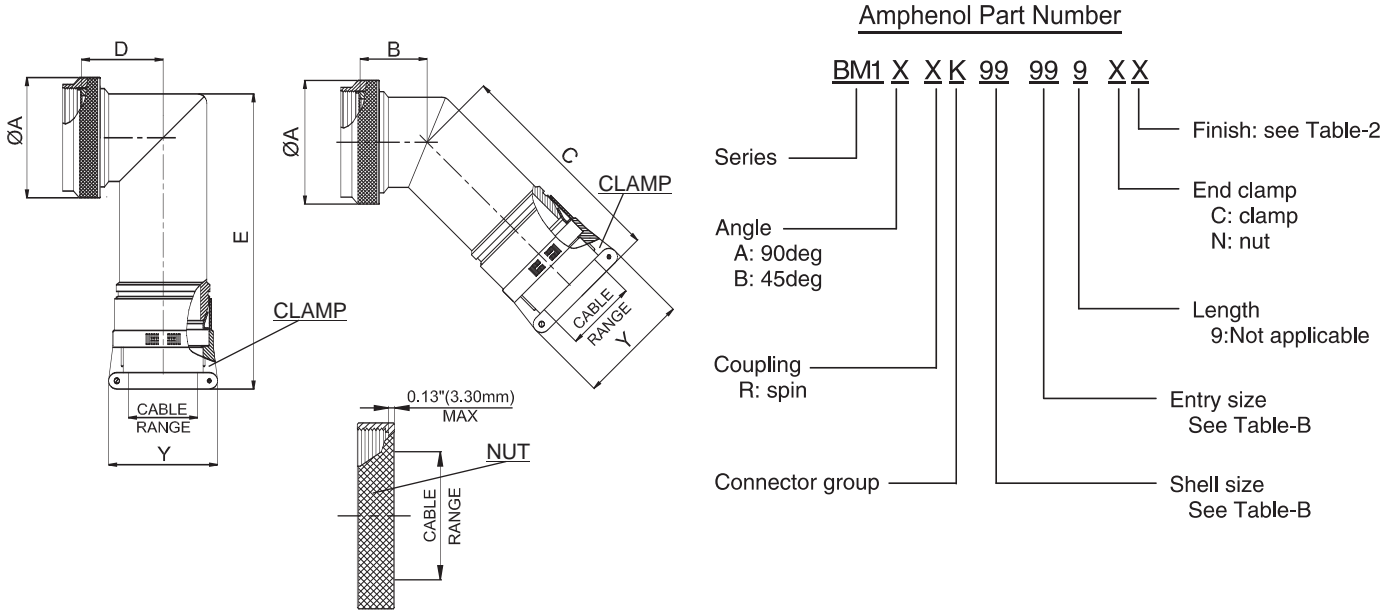 D
ØA
E
CLAMP
CABLE
RANGE
Y
B
ØA
C
CLAMP
CABLE
RANGE
Y
0.13"(3.30mm)
MAX
NUT
CABLE
RANGE
Amphenol Part Number
BM1 X X K 99 99 9 X X
Series
Angle
A: 90deg
B: 45deg
Coupling
R: spin
Connector group
Finish: see Table-2
End clamp
C: clamp
N: nut
Length
9:Not applicable
Entry size
See Table-B
Shell size
See Table-B